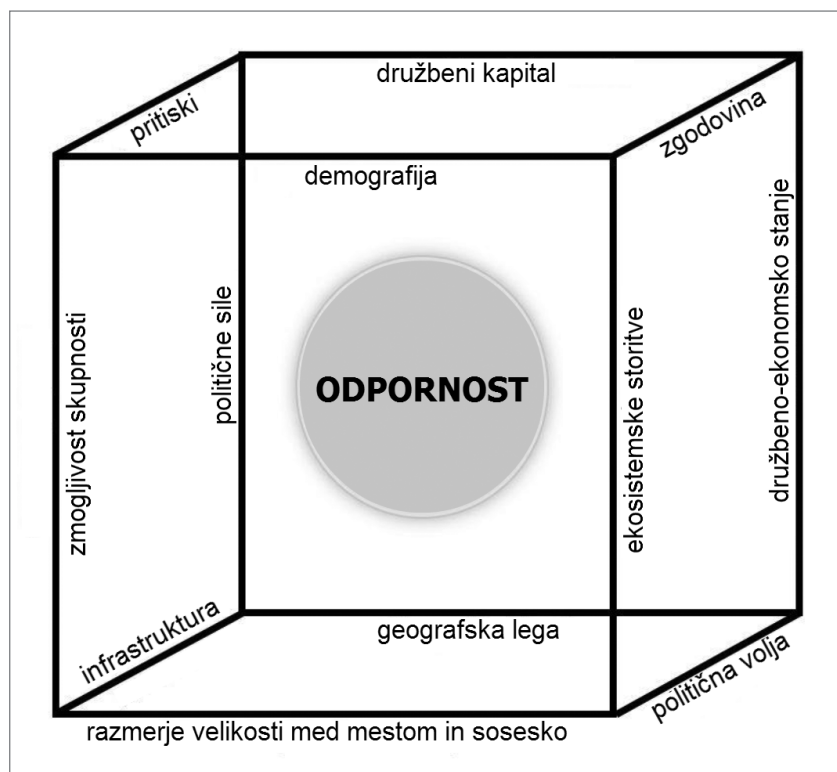 družbeni kapital
pritiski
zgodovina
demografija
zmogljivost skupnosti
politične sile
ODPORNOST
ekosistemske storitve
družbeno-ekonomsko stanje
infrastruktura
geografska lega
politična volja
razmerje velikosti med mestom in sosesko